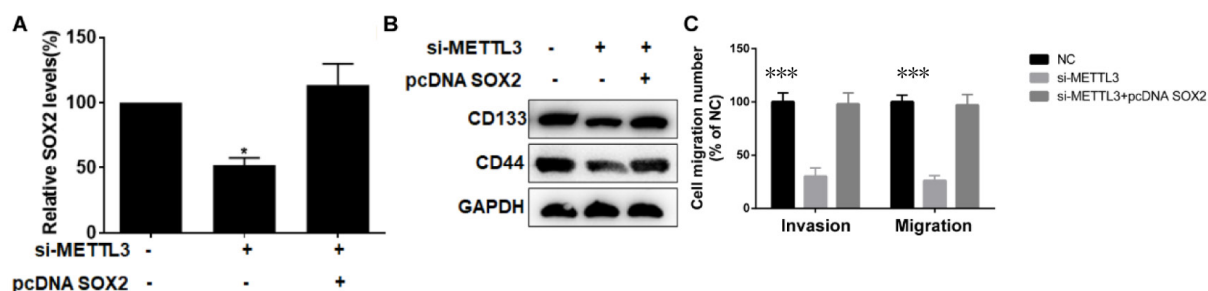 A
Relative SOX2 levels(%)
150
100
50
0
*
si-METTL3 - + +
pcDNA SOX2 - - +
B
si-METTL3 - + +
pcDNA SOX2 - - +
CD133
CD44
GAPDH
C
Cell migration number
(% of NC)
150
100
50
0
*** ***
Invasion Migration
NC
si-METTL3
si-METTL3+pcDNA SOX2